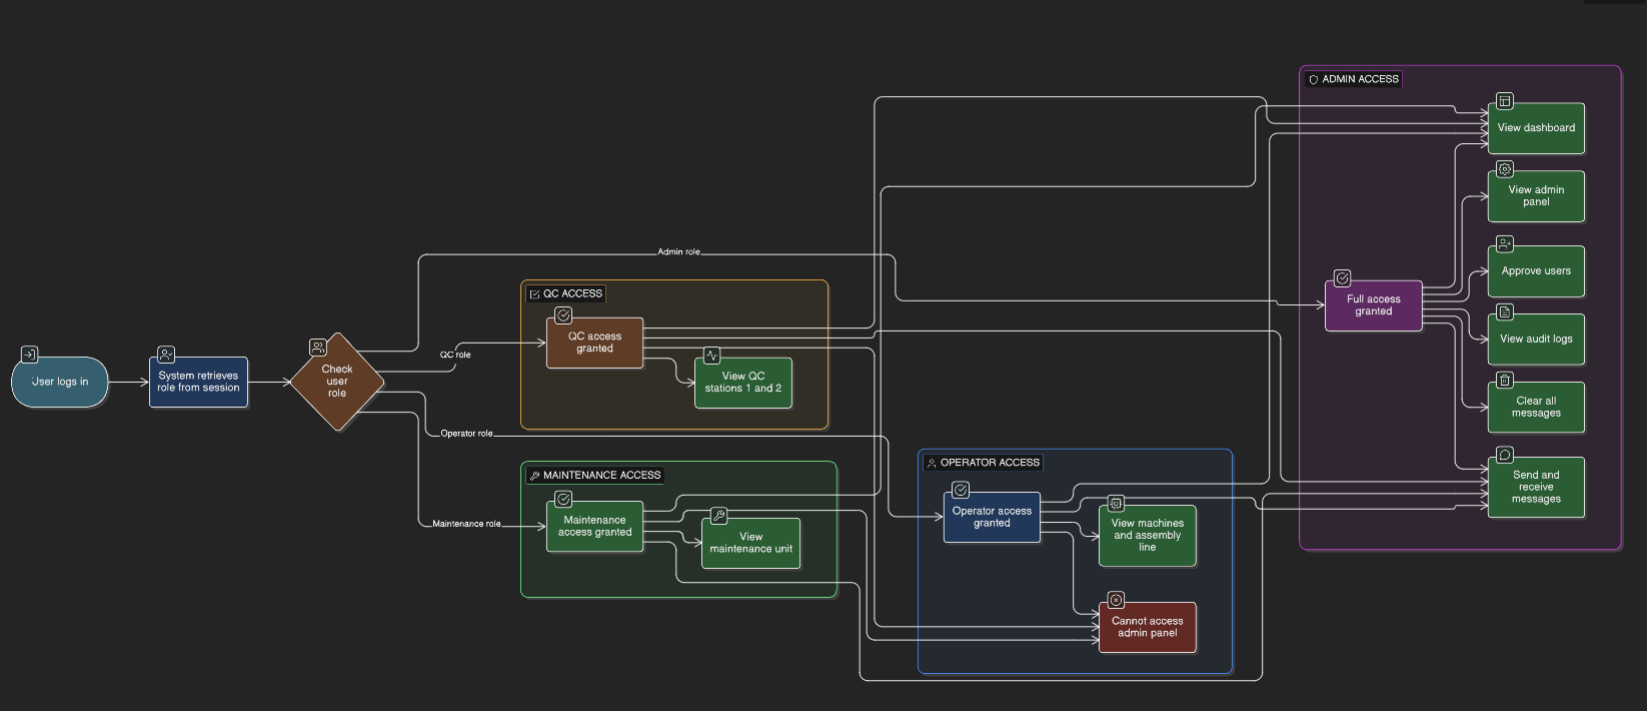 ADMIN ACCESS
View dashboard
View admin
panel
Approve users
View audit logs
Clear all
messages
Send and
receive
messages
Full access
granted
Admin role
QC ACCESS
QC access
granted
View QC
stations 1 and 2
QC role
User logs in
System retrieves
role from session
Check
user
role
Operator role
MAINTENANCE ACCESS
Maintenance
access granted
View
maintenance unit
Maintenance role
OPERATOR ACCESS
Operator access
granted
View machines
and assembly
line
Cannot access
admin panel